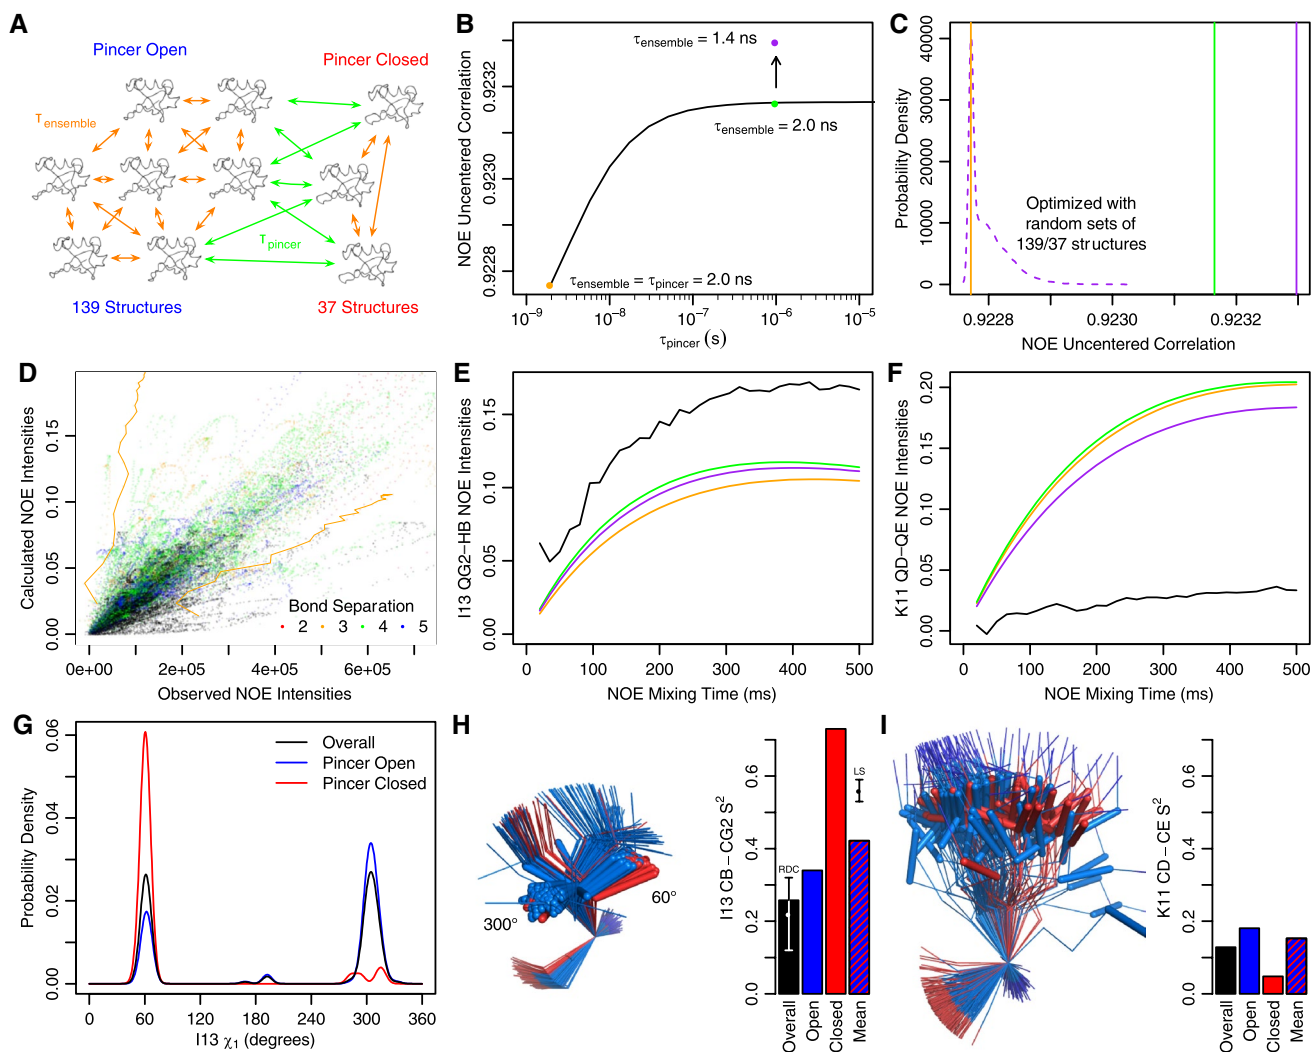 A
Pincer Open
Pincer Closed
τensemble
τpincer
139 Structures
37 Structures
B
NOE Uncentered Correlation
0.9228
0.9230
0.9232
τensemble = 1.4 ns
τensemble = 2.0 ns
τensemble = τpincer = 2.0 ns
10−9
10−8
10−7
10−6
10−5
τpincer (s)
C
Probability Density
0
10000
20000
30000
40000
Optimized with
random sets of
139/37 structures
0.9228
0.9230
0.9232
NOE Uncentered Correlation
D
Calculated NOE Intensities
0.00
0.05
0.10
0.15
Bond Separation
2 3 4 5
0e+00
2e+05
4e+05
6e+05
Observed NOE Intensities
E
I13 QG2−HB NOE Intensities
0.00
0.05
0.10
0.15
0
100
200
300
400
500
NOE Mixing Time (ms)
F
K11 QD−QE NOE Intensities
0.00
0.05
0.10
0.15
0.20
0
100
200
300
400
500
NOE Mixing Time (ms)
G
Probability Density
0.00
0.02
0.04
0.06
Overall
Pincer Open
Pincer Closed
0
60
120
180
240
300
360
I13 χ1 (degrees)
H
300°
60°
I13 CB−CG2 S2
0.0
0.2
0.4
0.6
RDC
LS
Overall
Open
Closed
Mean
I
K11 CD−CE S2
0.0
0.2
0.4
0.6
Overall
Open
Closed
Mean